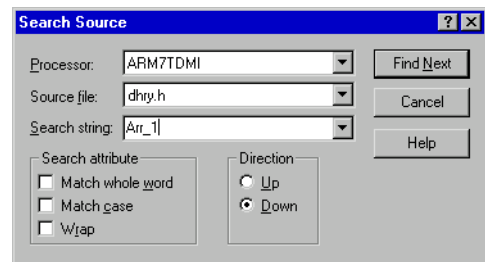 Search Source
Processor: ARM7TDMI Find Next
Source file: dhry.h Cancel
Search string: Arr_1 Help
Search attribute Direction
Match whole word Up
Match case Down
Wrap